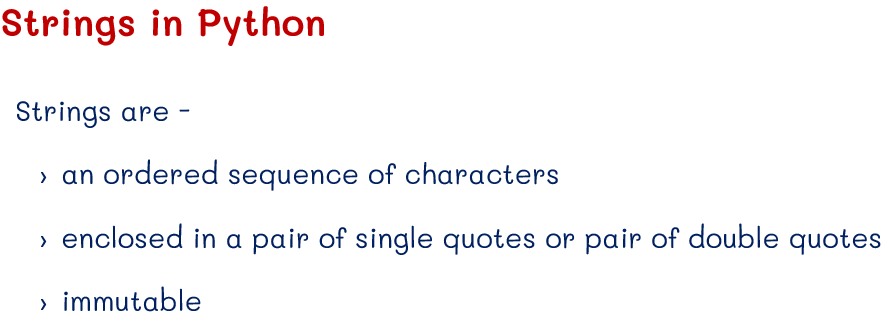 Strings in Python
Strings are -
› an ordered sequence of characters
› enclosed in a pair of single quotes or pair of double quotes
› immutable